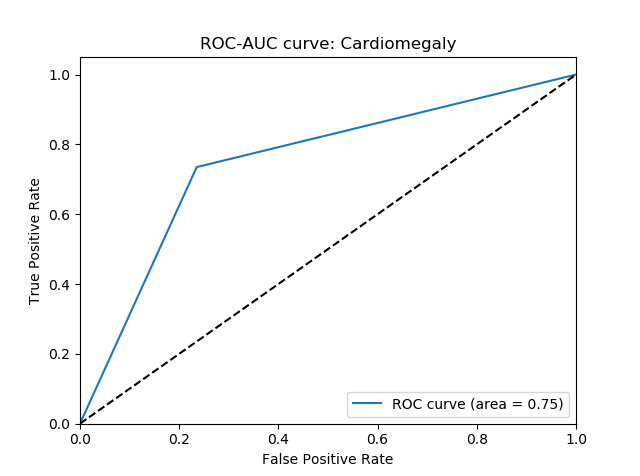 ROC-AUC curve: Cardiomegaly
1.0
0.8
0.6
0.4
0.2
0.0
True Positive Rate
ROC curve (area = 0.75)
0.0 0.2 0.4 0.6 0.8 1.0
False Positive Rate